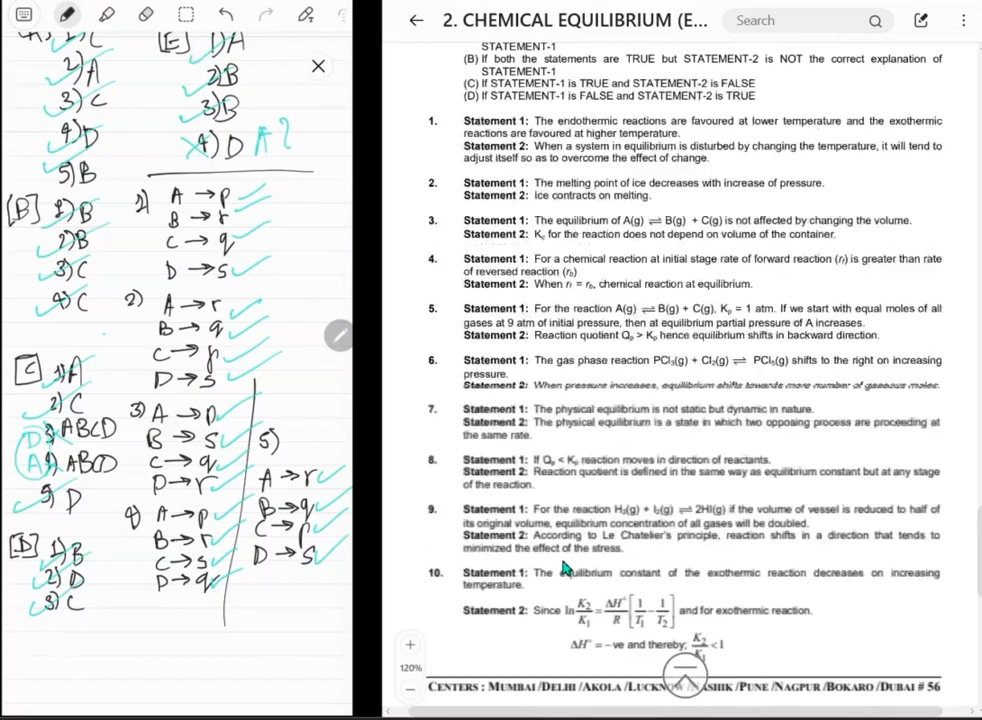 1) C
2) A
3) C
4) D
5) B
[B] 1) B
2) B
3) C
4) C
[C] 1) A
2) C
D 3) ABCD
A 4) ABCD
5) D
[D] 1) B
2) D
3) C
[E] 1) A
2) B
3) B
4) D A?
1) A → p
B → r
C → q
D → s
2) A → r
B → q
C → p
D → s
3) A → p
B → s
C → q
D → r
4) A → p
B → r
C → s
D → q
5)
A → r
B → q
C → p
D → s
2. CHEMICAL EQUILIBRIUM (E...
Search
STATEMENT-1
(B) If both the statements are TRUE but STATEMENT-2 is NOT the correct explanation of
STATEMENT-1
(C) If STATEMENT-1 is TRUE and STATEMENT-2 is FALSE
(D) If STATEMENT-1 is FALSE and STATEMENT-2 is TRUE
1. Statement 1: The endothermic reactions are favoured at lower temperature and the exothermic
reactions are favoured at higher temperature.
Statement 2: When a system in equilibrium is disturbed by changing the temperature, it will tend to
adjust itself so as to overcome the effect of change.
2. Statement 1: The melting point of ice decreases with increase of pressure.
Statement 2: Ice contracts on melting.
3. Statement 1: The equilibrium of A(g) ⇌ B(g) + C(g) is not affected by changing the volume.
Statement 2: Kc for the reaction does not depend on volume of the container.
4. Statement 1: For a chemical reaction at initial stage rate of forward reaction (rf) is greater than rate
of reversed reaction (rb)
Statement 2: When rf = rb, chemical reaction at equilibrium.
5. Statement 1: For the reaction A(g) ⇌ B(g) + C(g), Kp = 1 atm. If we start with equal moles of all
gases at 9 atm of initial pressure, then at equilibrium partial pressure of A increases.
Statement 2: Reaction quotient Qp > Kp hence equilibrium shifts in backward direction.
6. Statement 1: The gas phase reaction PCl3(g) + Cl2(g) ⇌ PCl5(g) shifts to the right on increasing
pressure.
Statement 2: When pressure increases, equilibrium shifts towards more number of gaseous moles.
7. Statement 1: The physical equilibrium is not static but dynamic in nature.
Statement 2: The physical equilibrium is a state in which two opposing process are proceeding at
the same rate.
8. Statement 1: If Qp < Kp reaction moves in direction of reactants.
Statement 2: Reaction quotient is defined in the same way as equilibrium constant but at any stage
of the reaction.
9. Statement 1: For the reaction H2(g) + I2(g) ⇌ 2HI(g) if the volume of vessel is reduced to half of
its original volume, equilibrium concentration of all gases will be doubled.
Statement 2: According to Le Chatelier's principle, reaction shifts in a direction that tends to
minimized the effect of the stress.
10. Statement 1: The equilibrium constant of the exothermic reaction decreases on increasing
temperature.
Statement 2: Since ln K2/K1 = ΔH°/R [1/T1 − 1/T2] and for exothermic reaction.
ΔH° = −ve and thereby; K2/K1 < 1
120%
CENTERS : MUMBAI /DELHI /AKOLA /LUCKNOW /NASHIK /PUNE /NAGPUR /BOKARO /DUBAI # 56